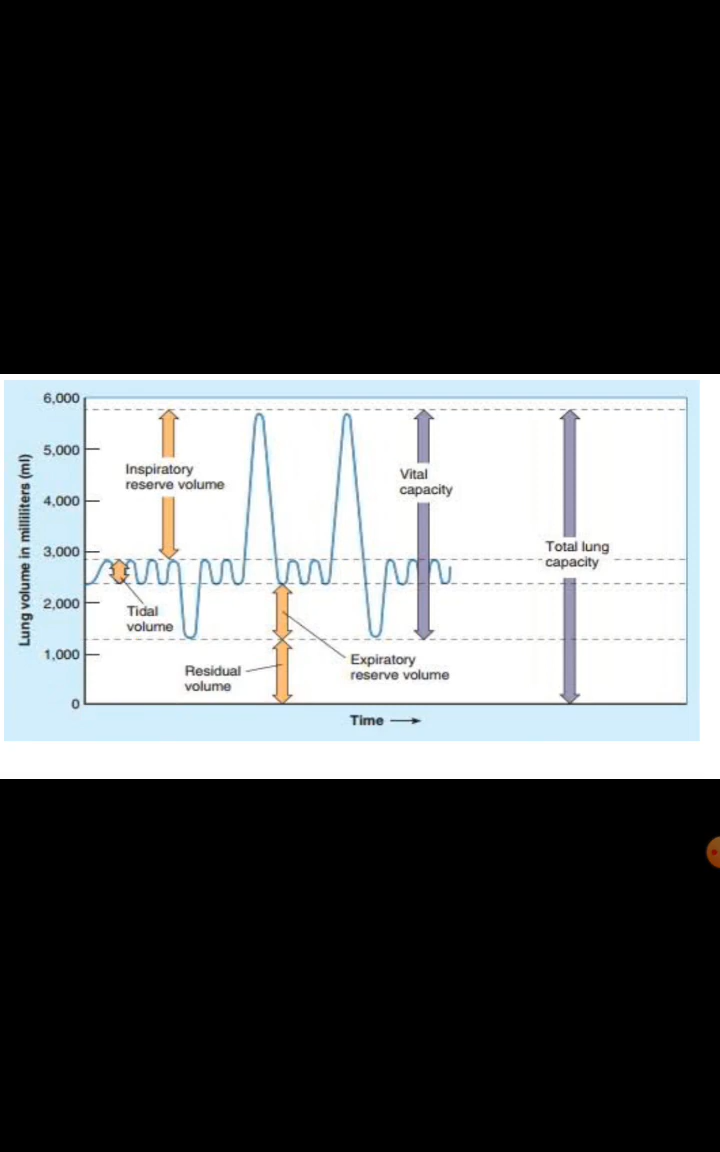 6,000
5,000
4,000
3,000
2,000
1,000
0
Lung volume in milliliters (ml)
Inspiratory
reserve volume
Vital
capacity
Total lung
capacity
Tidal
volume
Residual
volume
Expiratory
reserve volume
Time